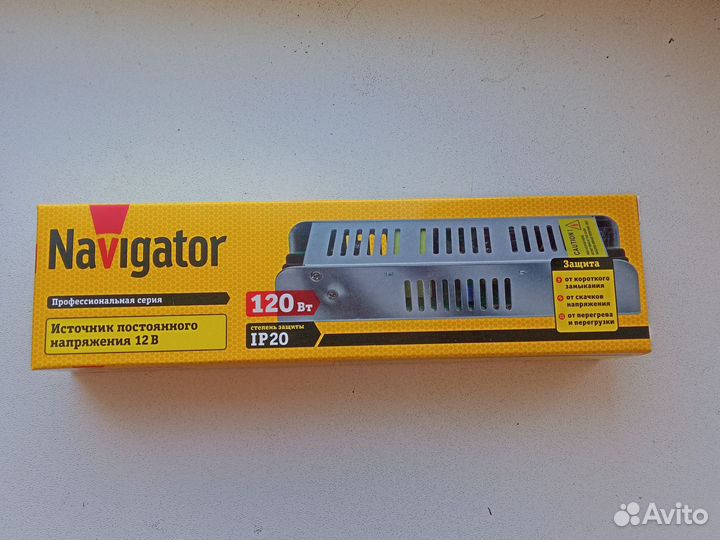 Navigator
Профессиональная серия
Источник постоянного
напряжения 12 В
120 Вт
степень защиты
IP20
CAUTION
Защита
от короткого
замыкания
от скачков
напряжения
от перегрева
и перегрузки
Avito